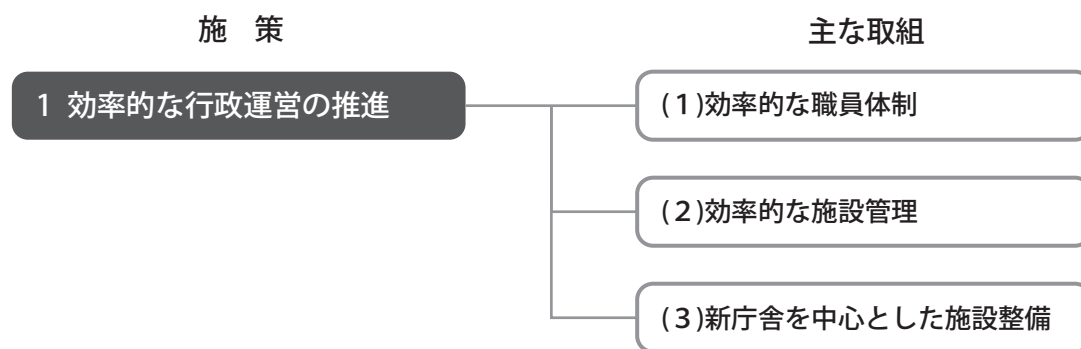 施　策
主な取組
1 効率的な行政運営の推進
(１)効率的な職員体制
(２)効率的な施設管理
(３)新庁舎を中心とした施設整備